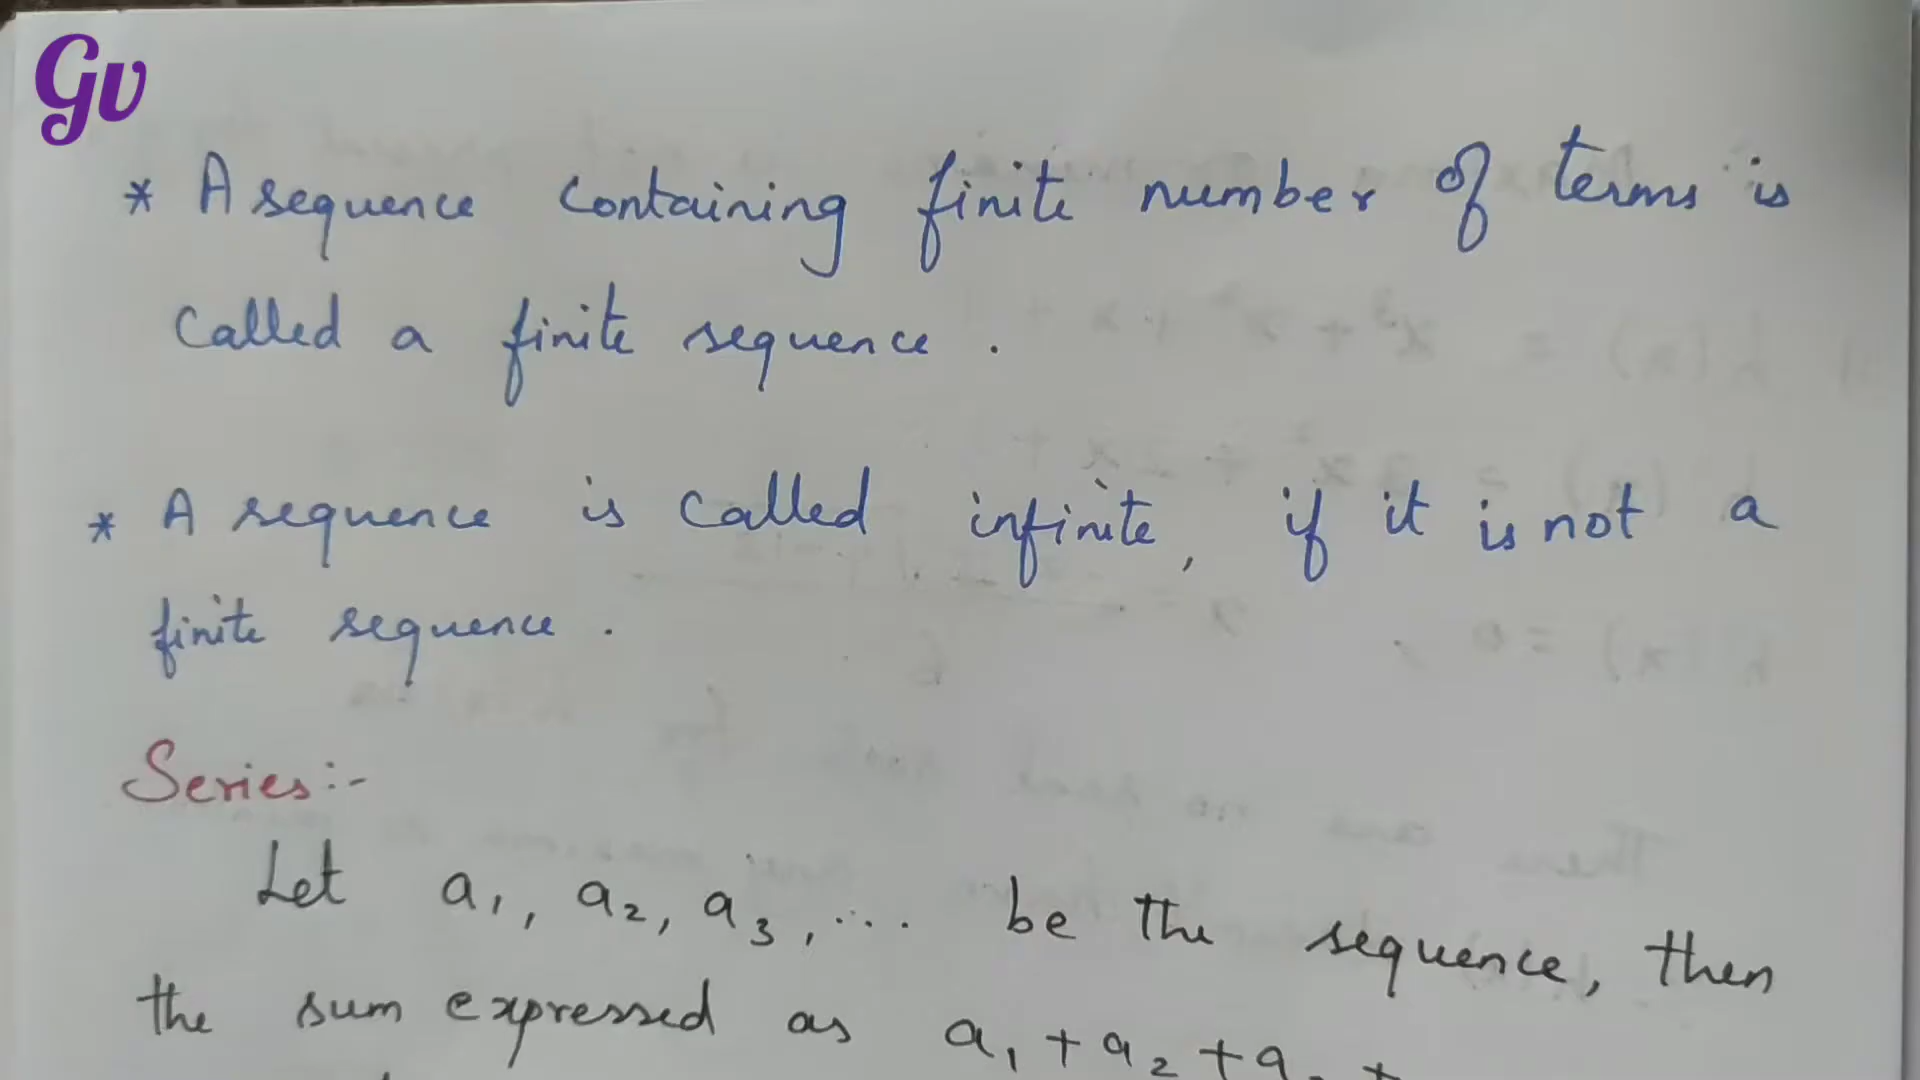 Gv
* A sequence containing finite number of terms is
called a finite sequence .
* A sequence is called infinite, if it is not a
finite sequence .
Series:-
Let a₁, a₂, a₃, ... be the sequence, then
the sum expressed as a₁ + a₂ + a